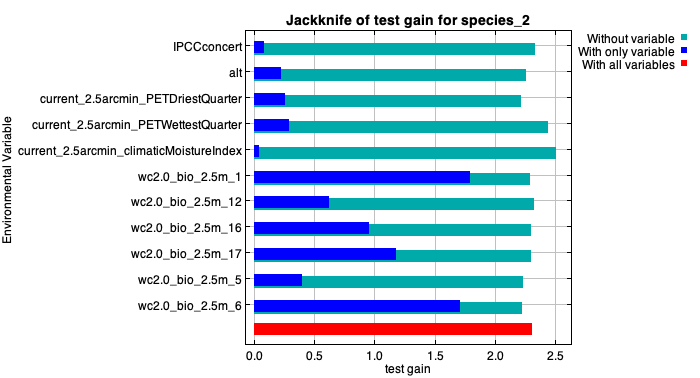 Jackknife of test gain for species_2
Without variable
With only variable
With all variables
Environmental Variable
IPCCconcert
alt
current_2.5arcmin_PETDriestQuarter
current_2.5arcmin_PETWettestQuarter
current_2.5arcmin_climaticMoistureIndex
wc2.0_bio_2.5m_1
wc2.0_bio_2.5m_12
wc2.0_bio_2.5m_16
wc2.0_bio_2.5m_17
wc2.0_bio_2.5m_5
wc2.0_bio_2.5m_6
0.0 0.5 1.0 1.5 2.0 2.5
test gain